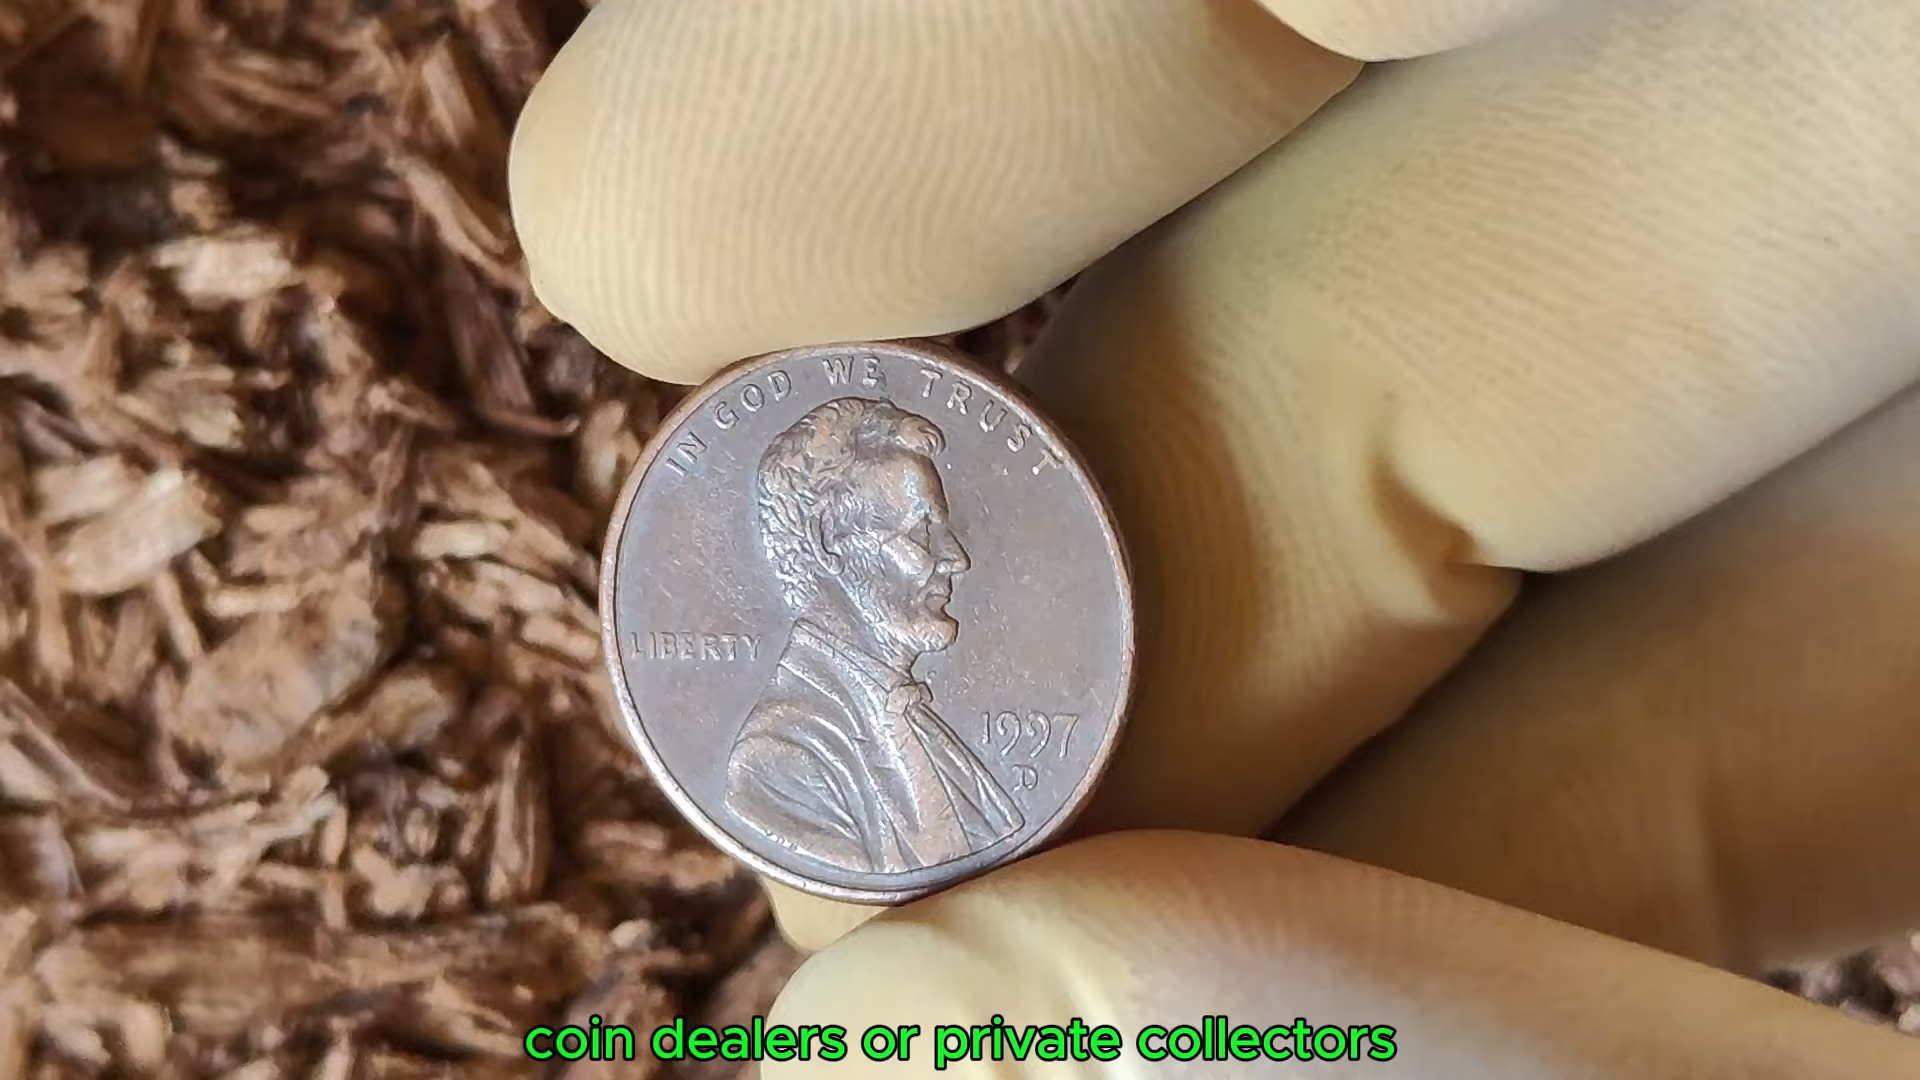 IN GOD WE TRUST
LIBERTY
1997
D
coin dealers or private collectors